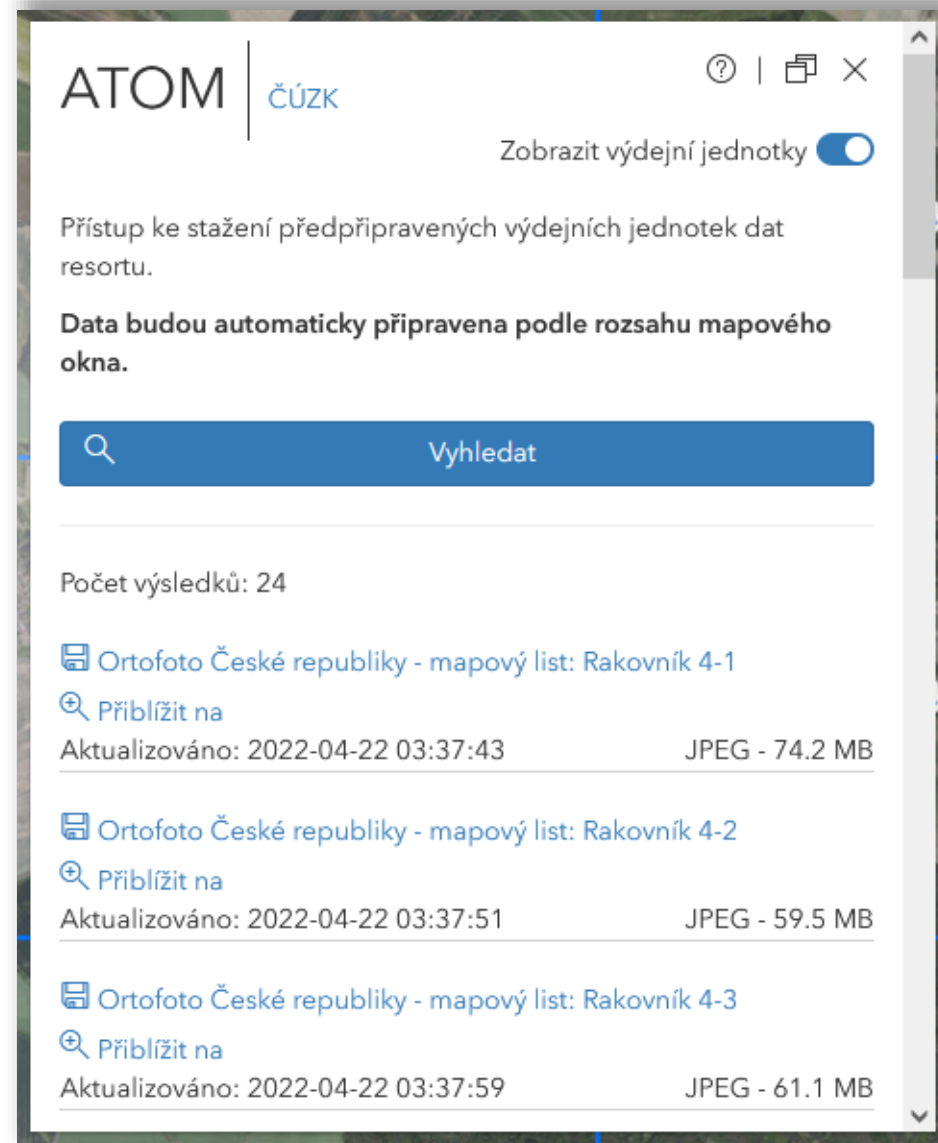 ATOM ČÚZK
Zobrazit výdejní jednotky
Přístup ke stažení předpřipravených výdejních jednotek dat
resortu.
Data budou automaticky připravena podle rozsahu mapového
okna.
Vyhledat
Počet výsledků: 24
Ortofoto České republiky - mapový list: Rakovník 4-1
Přiblížit na
Aktualizováno: 2022-04-22 03:37:43 JPEG - 74.2 MB
Ortofoto České republiky - mapový list: Rakovník 4-2
Přiblížit na
Aktualizováno: 2022-04-22 03:37:51 JPEG - 59.5 MB
Ortofoto České republiky - mapový list: Rakovník 4-3
Přiblížit na
Aktualizováno: 2022-04-22 03:37:59 JPEG - 61.1 MB